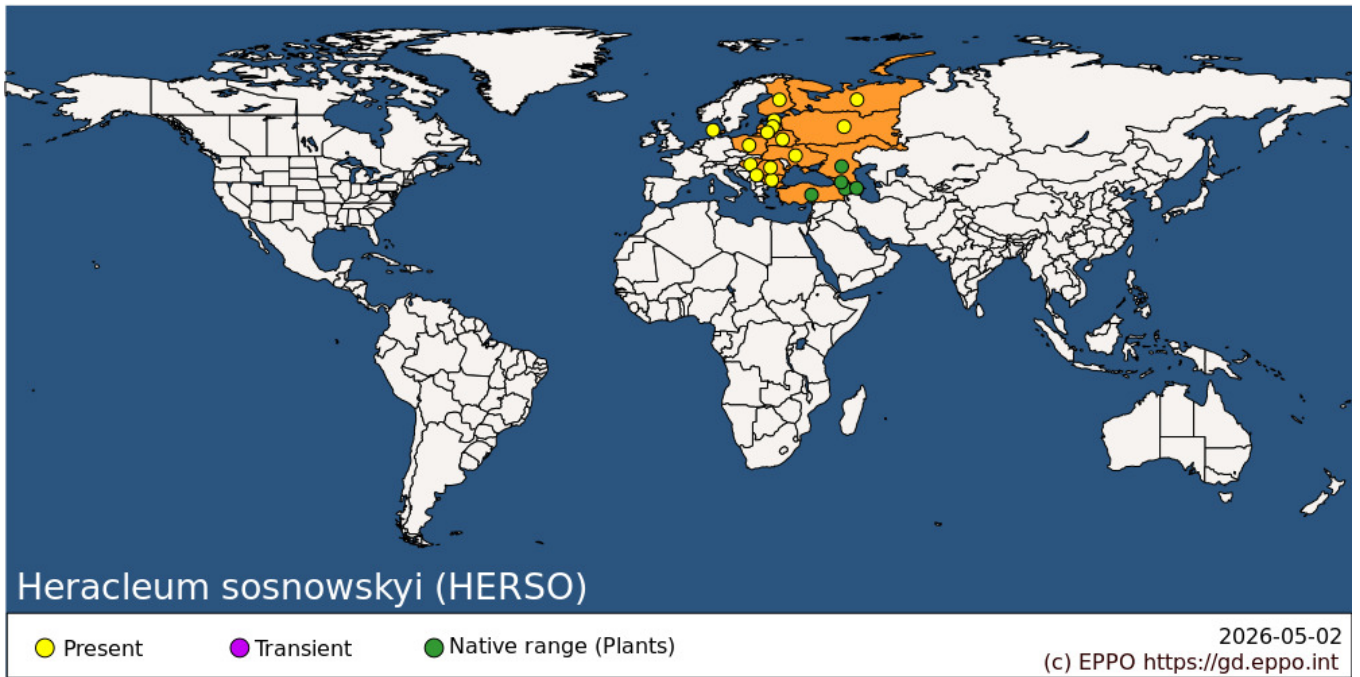 Heracleum sosnowskyi (HERSO)
Present
Transient
Native range (Plants)
2026-05-02
(c) EPPO https://gd.eppo.int